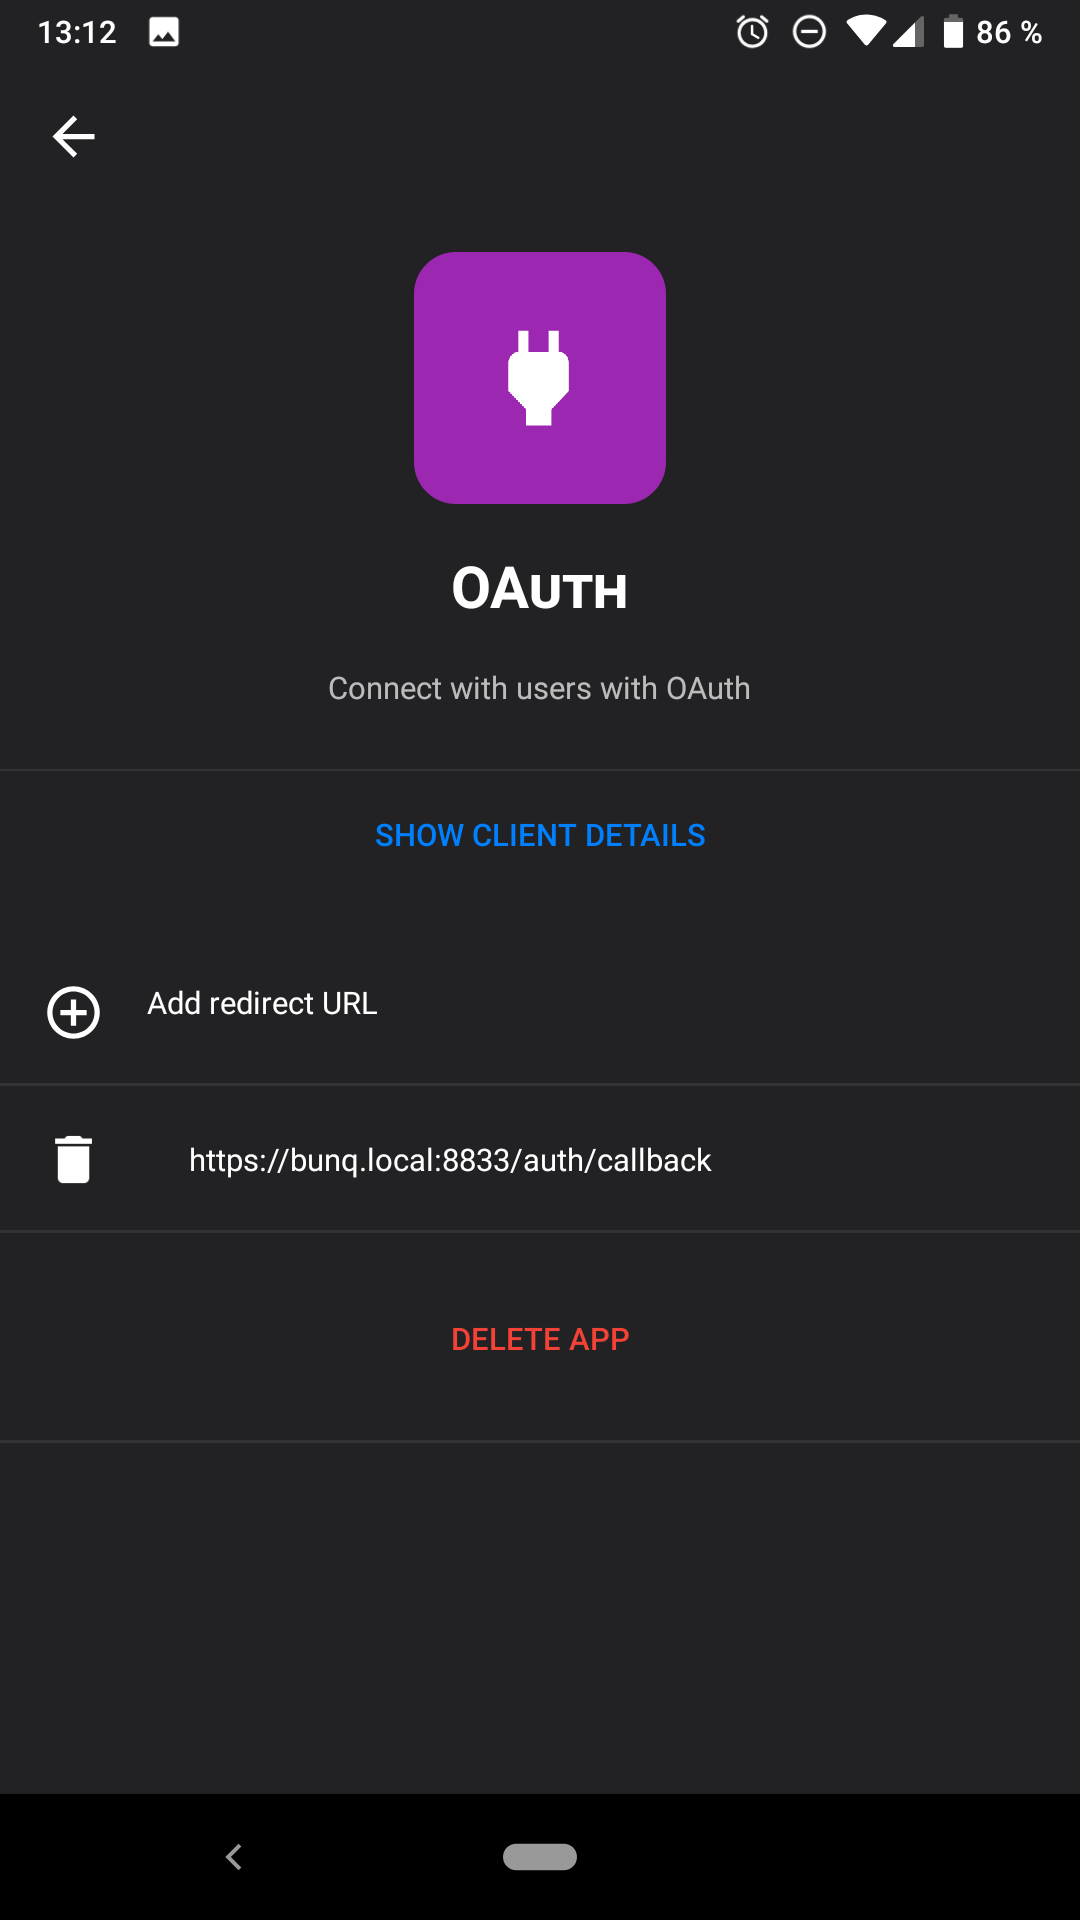 13:12
86 %
OAUTH
Connect with users with OAuth
SHOW CLIENT DETAILS
Add redirect URL
https://bunq.local:8833/auth/callback
DELETE APP